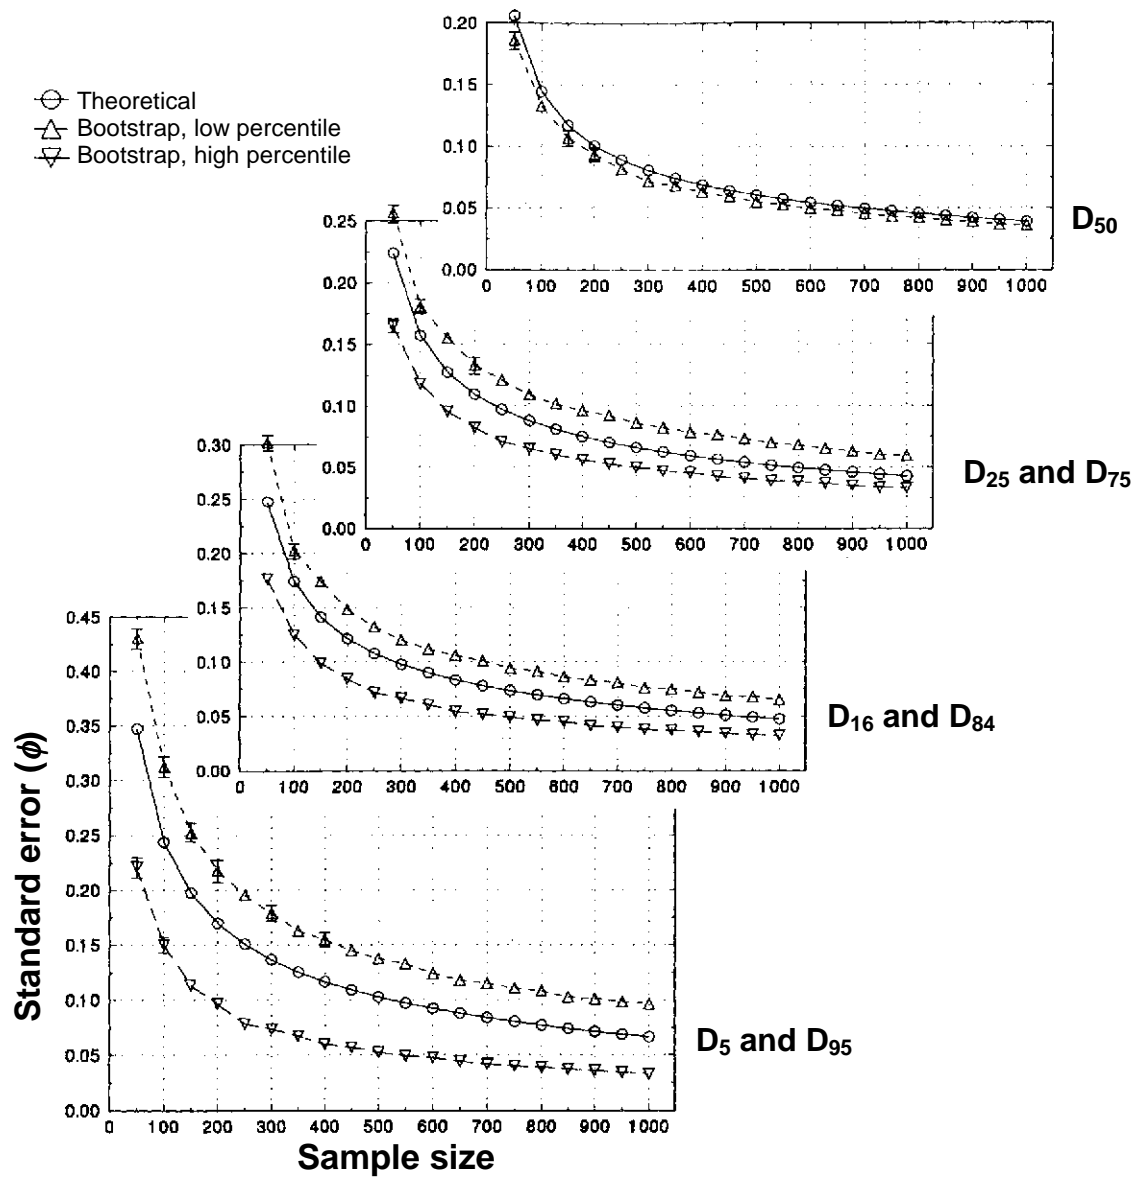 0.20
0.15
0.10
0.05
0.00
0 100 200 300 400 500 600 700 800 900 1000
D50
Theoretical
Bootstrap, low percentile
Bootstrap, high percentile
0.25
0.20
0.15
0.10
0.05
0.00
0 100 200 300 400 500 600 700 800 900 1000
D25 and D75
0.30
0.25
0.20
0.15
0.10
0.05
0.00
0 100 200 300 400 500 600 700 800 900 1000
D16 and D84
0.45
0.40
0.35
0.30
0.25
0.20
0.15
0.10
0.05
0.00
0 100 200 300 400 500 600 700 800 900 1000
D5 and D95
Standard error (ϕ)
Sample size